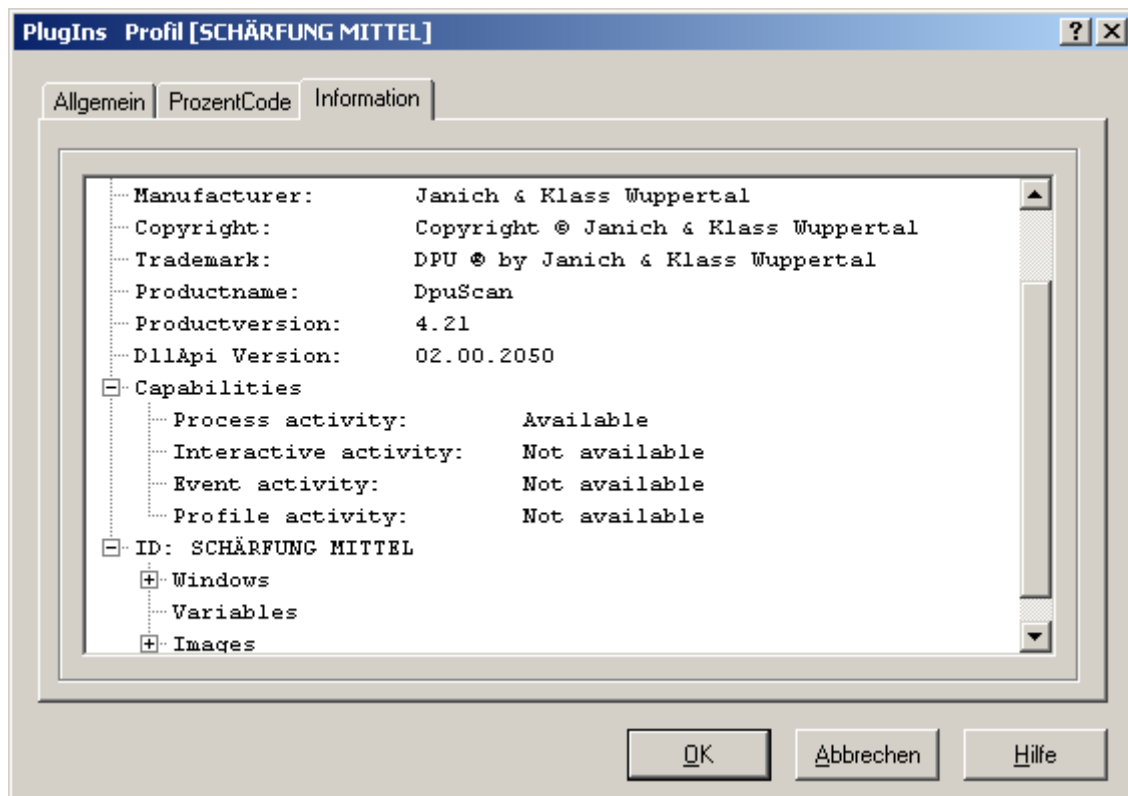 PlugIns Profil [SCHÄRFUNG MITTEL]
Allgemein ProzentCode Information
Manufacturer: Janich & Klass Wuppertal
Copyright: Copyright © Janich & Klass Wuppertal
Trademark: DPU ® by Janich & Klass Wuppertal
Productname: DpuScan
Productversion: 4.21
DllApi Version: 02.00.2050
Capabilities
Process activity: Available
Interactive activity: Not available
Event activity: Not available
Profile activity: Not available
ID: SCHÄRFUNG MITTEL
Windows
Variables
Images
OK Abbrechen Hilfe